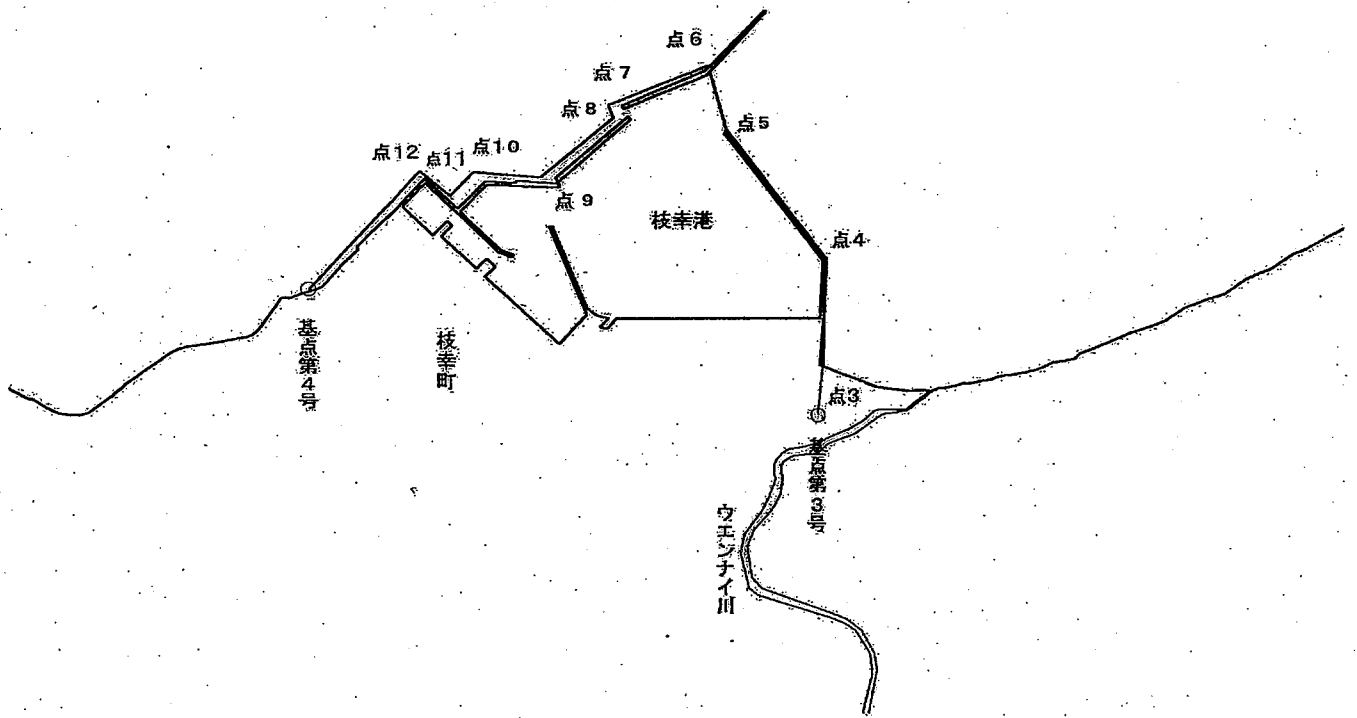 点6
点7
点8
点5
点12
点11
点10
点9
枝幸港
点4
基点第4号
枝幸町
点3
基点第3号
ウエンナイ川